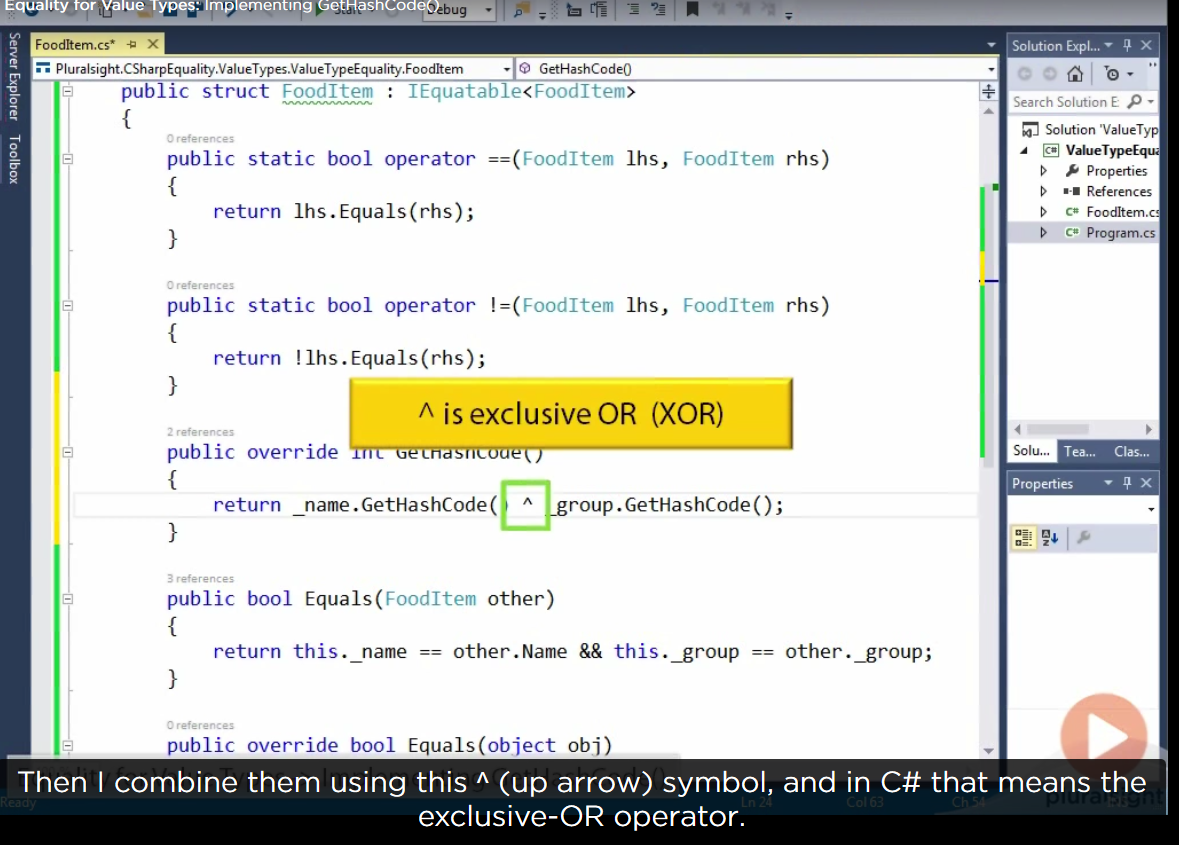 Equality for Value Types: Implementing GetHashCode()
Debug
Server Explorer
Toolbox
FoodItem.cs*
Pluralsight.CSharpEquality.ValueTypes.ValueTypeEquality.FoodItem
GetHashCode()
public struct FoodItem : IEquatable<FoodItem>
{
0 references
public static bool operator ==(FoodItem lhs, FoodItem rhs)
{
return lhs.Equals(rhs);
}
0 references
public static bool operator !=(FoodItem lhs, FoodItem rhs)
{
return !lhs.Equals(rhs);
}
^ is exclusive OR (XOR)
2 references
public override int GetHashCode()
{
return _name.GetHashCode() ^ _group.GetHashCode();
}
3 references
public bool Equals(FoodItem other)
{
return this._name == other.Name && this._group == other._group;
}
0 references
public override bool Equals(object obj)
Solution Expl...
Search Solution E
Solution 'ValueTyp
ValueTypeEqua
Properties
References
FoodItem.cs
Program.cs
Solu...
Tea...
Clas...
Properties
Then I combine them using this ^ (up arrow) symbol, and in C# that means the
exclusive-OR operator.
Ready
Ln 24
Col 63
Ch 54
pluralsight